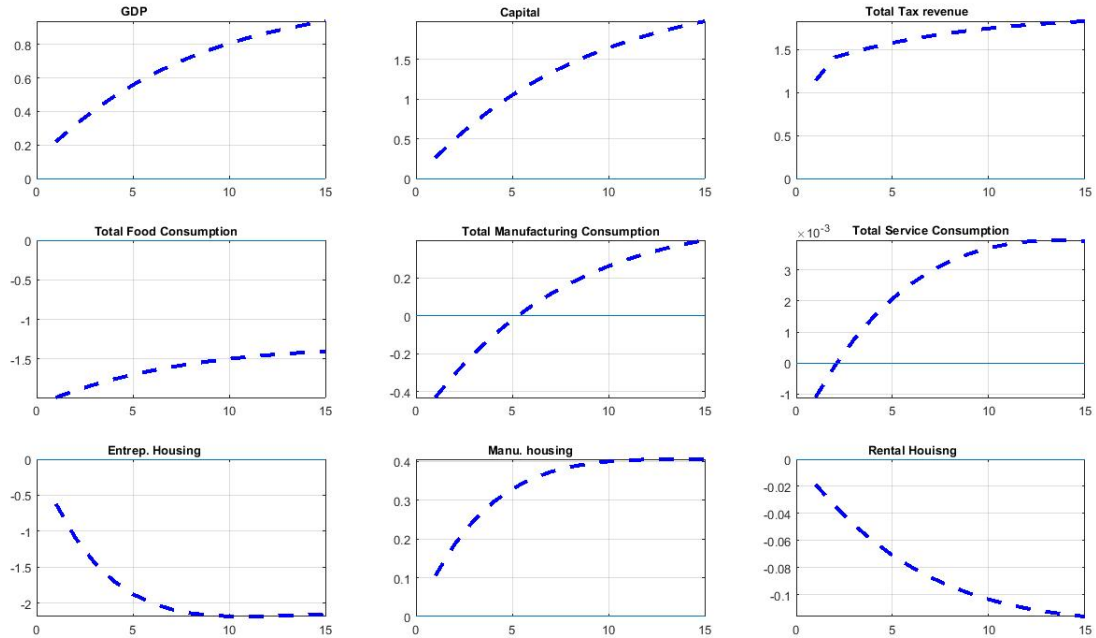 GDP
0.8
0.6
0.4
0.2
0
0 5 10 15
Capital
1.5
1
0.5
0
0 5 10 15
Total Tax revenue
1.5
1
0.5
0
0 5 10 15
Total Food Consumption
0
-0.5
-1
-1.5
0 5 10 15
Total Manufacturing Consumption
0.2
0
-0.2
-0.4
0 5 10 15
Total Service Consumption
×10-3
3
2
1
0
-1
0 5 10 15
Entrep. Housing
0
-0.5
-1
-1.5
-2
0 5 10 15
Manu. housing
0.4
0.3
0.2
0.1
0
0 5 10 15
Rental Houisng
0
-0.02
-0.04
-0.06
-0.08
-0.1
0 5 10 15